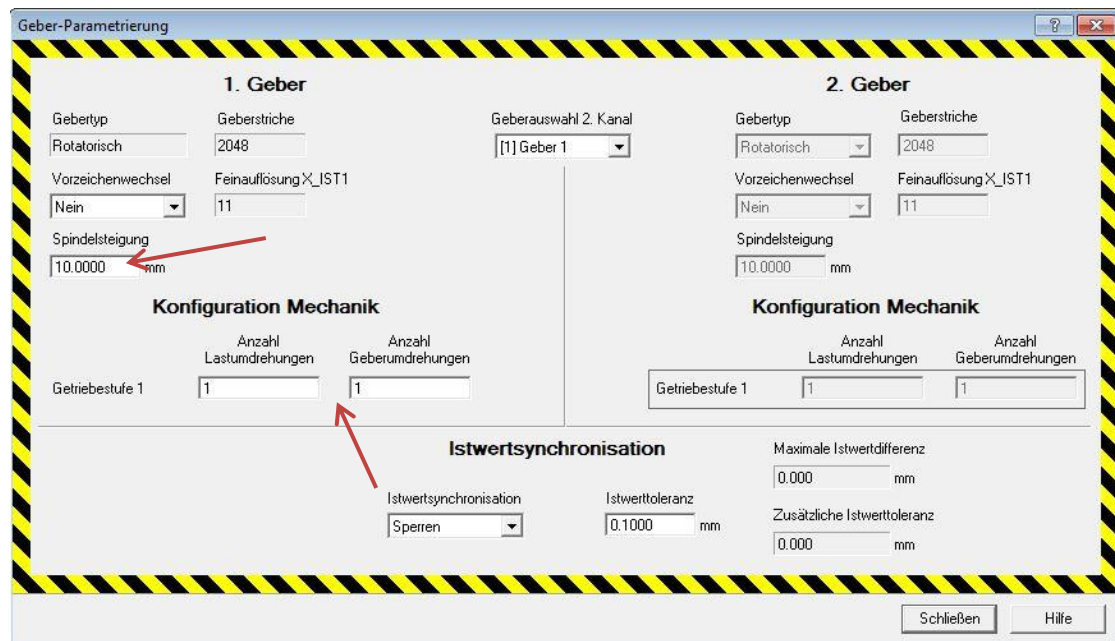 Geber-Parametrierung
1. Geber
Gebertyp
Geberstriche
Rotatorisch
2048
Vorzeichenwechsel
Feinauflösung X_IST1
Nein
11
Spindelsteigung
10.0000 mm
Konfiguration Mechanik
Anzahl
Lastumdrehungen
Anzahl
Geberumdrehungen
Getriebestufe 1
1
1
Geberauswahl 2. Kanal
[1] Geber 1
2. Geber
Gebertyp
Geberstriche
Rotatorisch
2048
Vorzeichenwechsel
Feinauflösung X_IST1
Nein
11
Spindelsteigung
10.0000 mm
Konfiguration Mechanik
Anzahl
Lastumdrehungen
Anzahl
Geberumdrehungen
Getriebestufe 1
1
1
Istwertsynchronisation
Istwertsynchronisation
Sperren
Istwerttoleranz
0.1000 mm
Maximale Istwertdifferenz
0.000 mm
Zusätzliche Istwerttoleranz
0.000 mm
Schließen
Hilfe